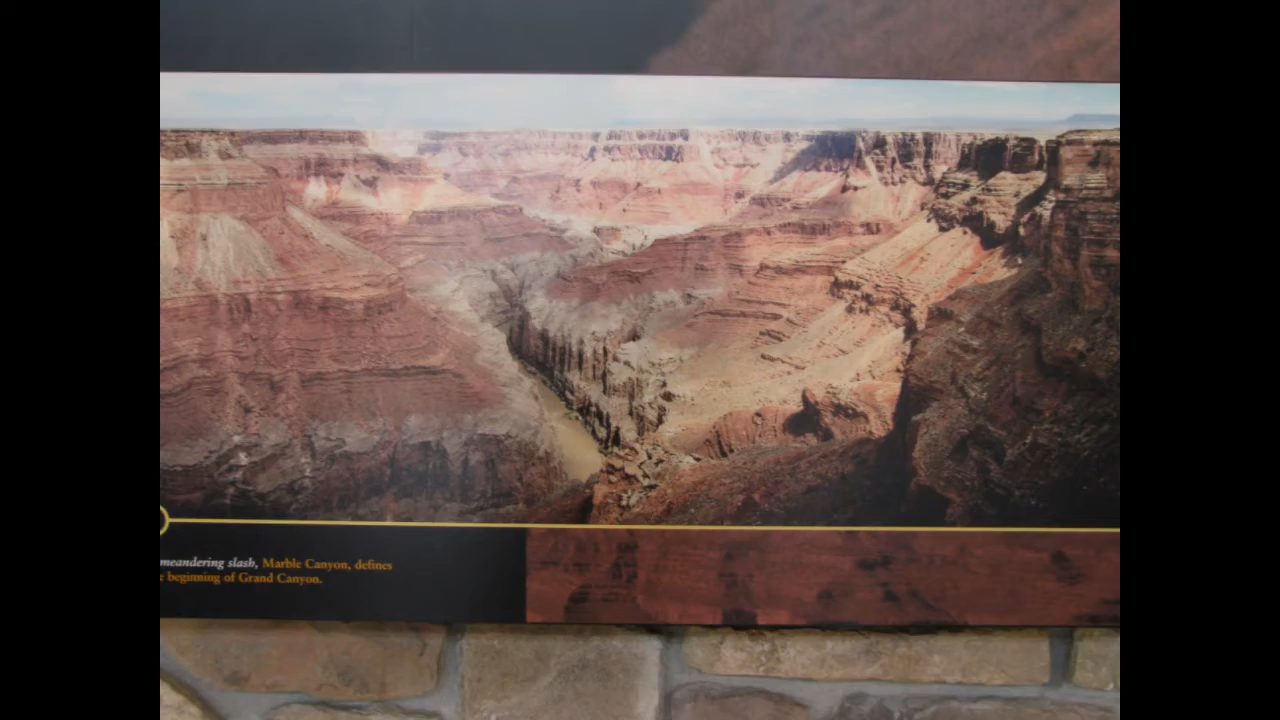 meandering slash, Marble Canyon, defines
beginning of Grand Canyon.